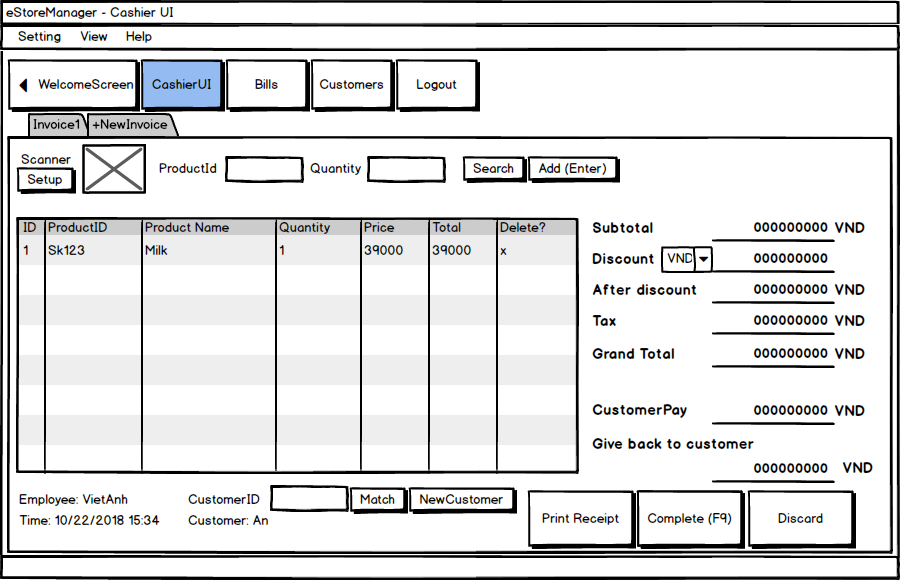 eStoreManager - Cashier UI
Setting View Help
WelcomeScreen CashierUI Bills Customers Logout
Invoice1 +NewInvoice
Scanner
Setup
ProductId Quantity Search Add (Enter)
ID ProductID Product Name Quantity Price Total Delete?
1 Sk123 Milk 1 39000 39000 x
Subtotal 000000000 VND
Discount VND 000000000
After discount 000000000 VND
Tax 000000000 VND
Grand Total 000000000 VND
CustomerPay 000000000 VND
Give back to customer
000000000 VND
Employee: VietAnh CustomerID Match NewCustomer
Time: 10/22/2018 15:34 Customer: An
Print Receipt Complete (F9) Discard